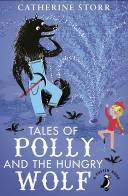 CATHERINE STORR
TALES OF
POLLY
AND THE HUNGRY
WOLF